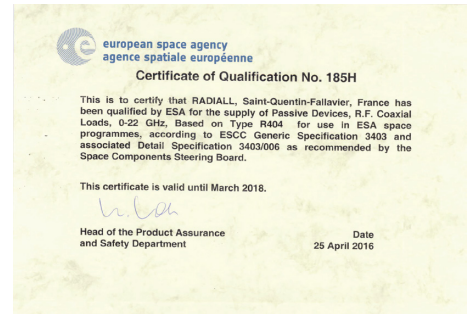 european space agency
agence spatiale européenne
Certificate of Qualification No. 185H
This is to certify that RADIALL, Saint-Quentin-Fallavier, France has
been qualified by ESA for the supply of Passive Devices, R.F. Coaxial
Loads, 0-22 GHz, Based on Type R404 for use in ESA space
programmes, according to ESCC Generic Specification 3403 and
associated Detail Specification 3403/006 as recommended by the
Space Components Steering Board.
This certificate is valid until March 2018.
Head of the Product Assurance
and Safety Department
Date
25 April 2016